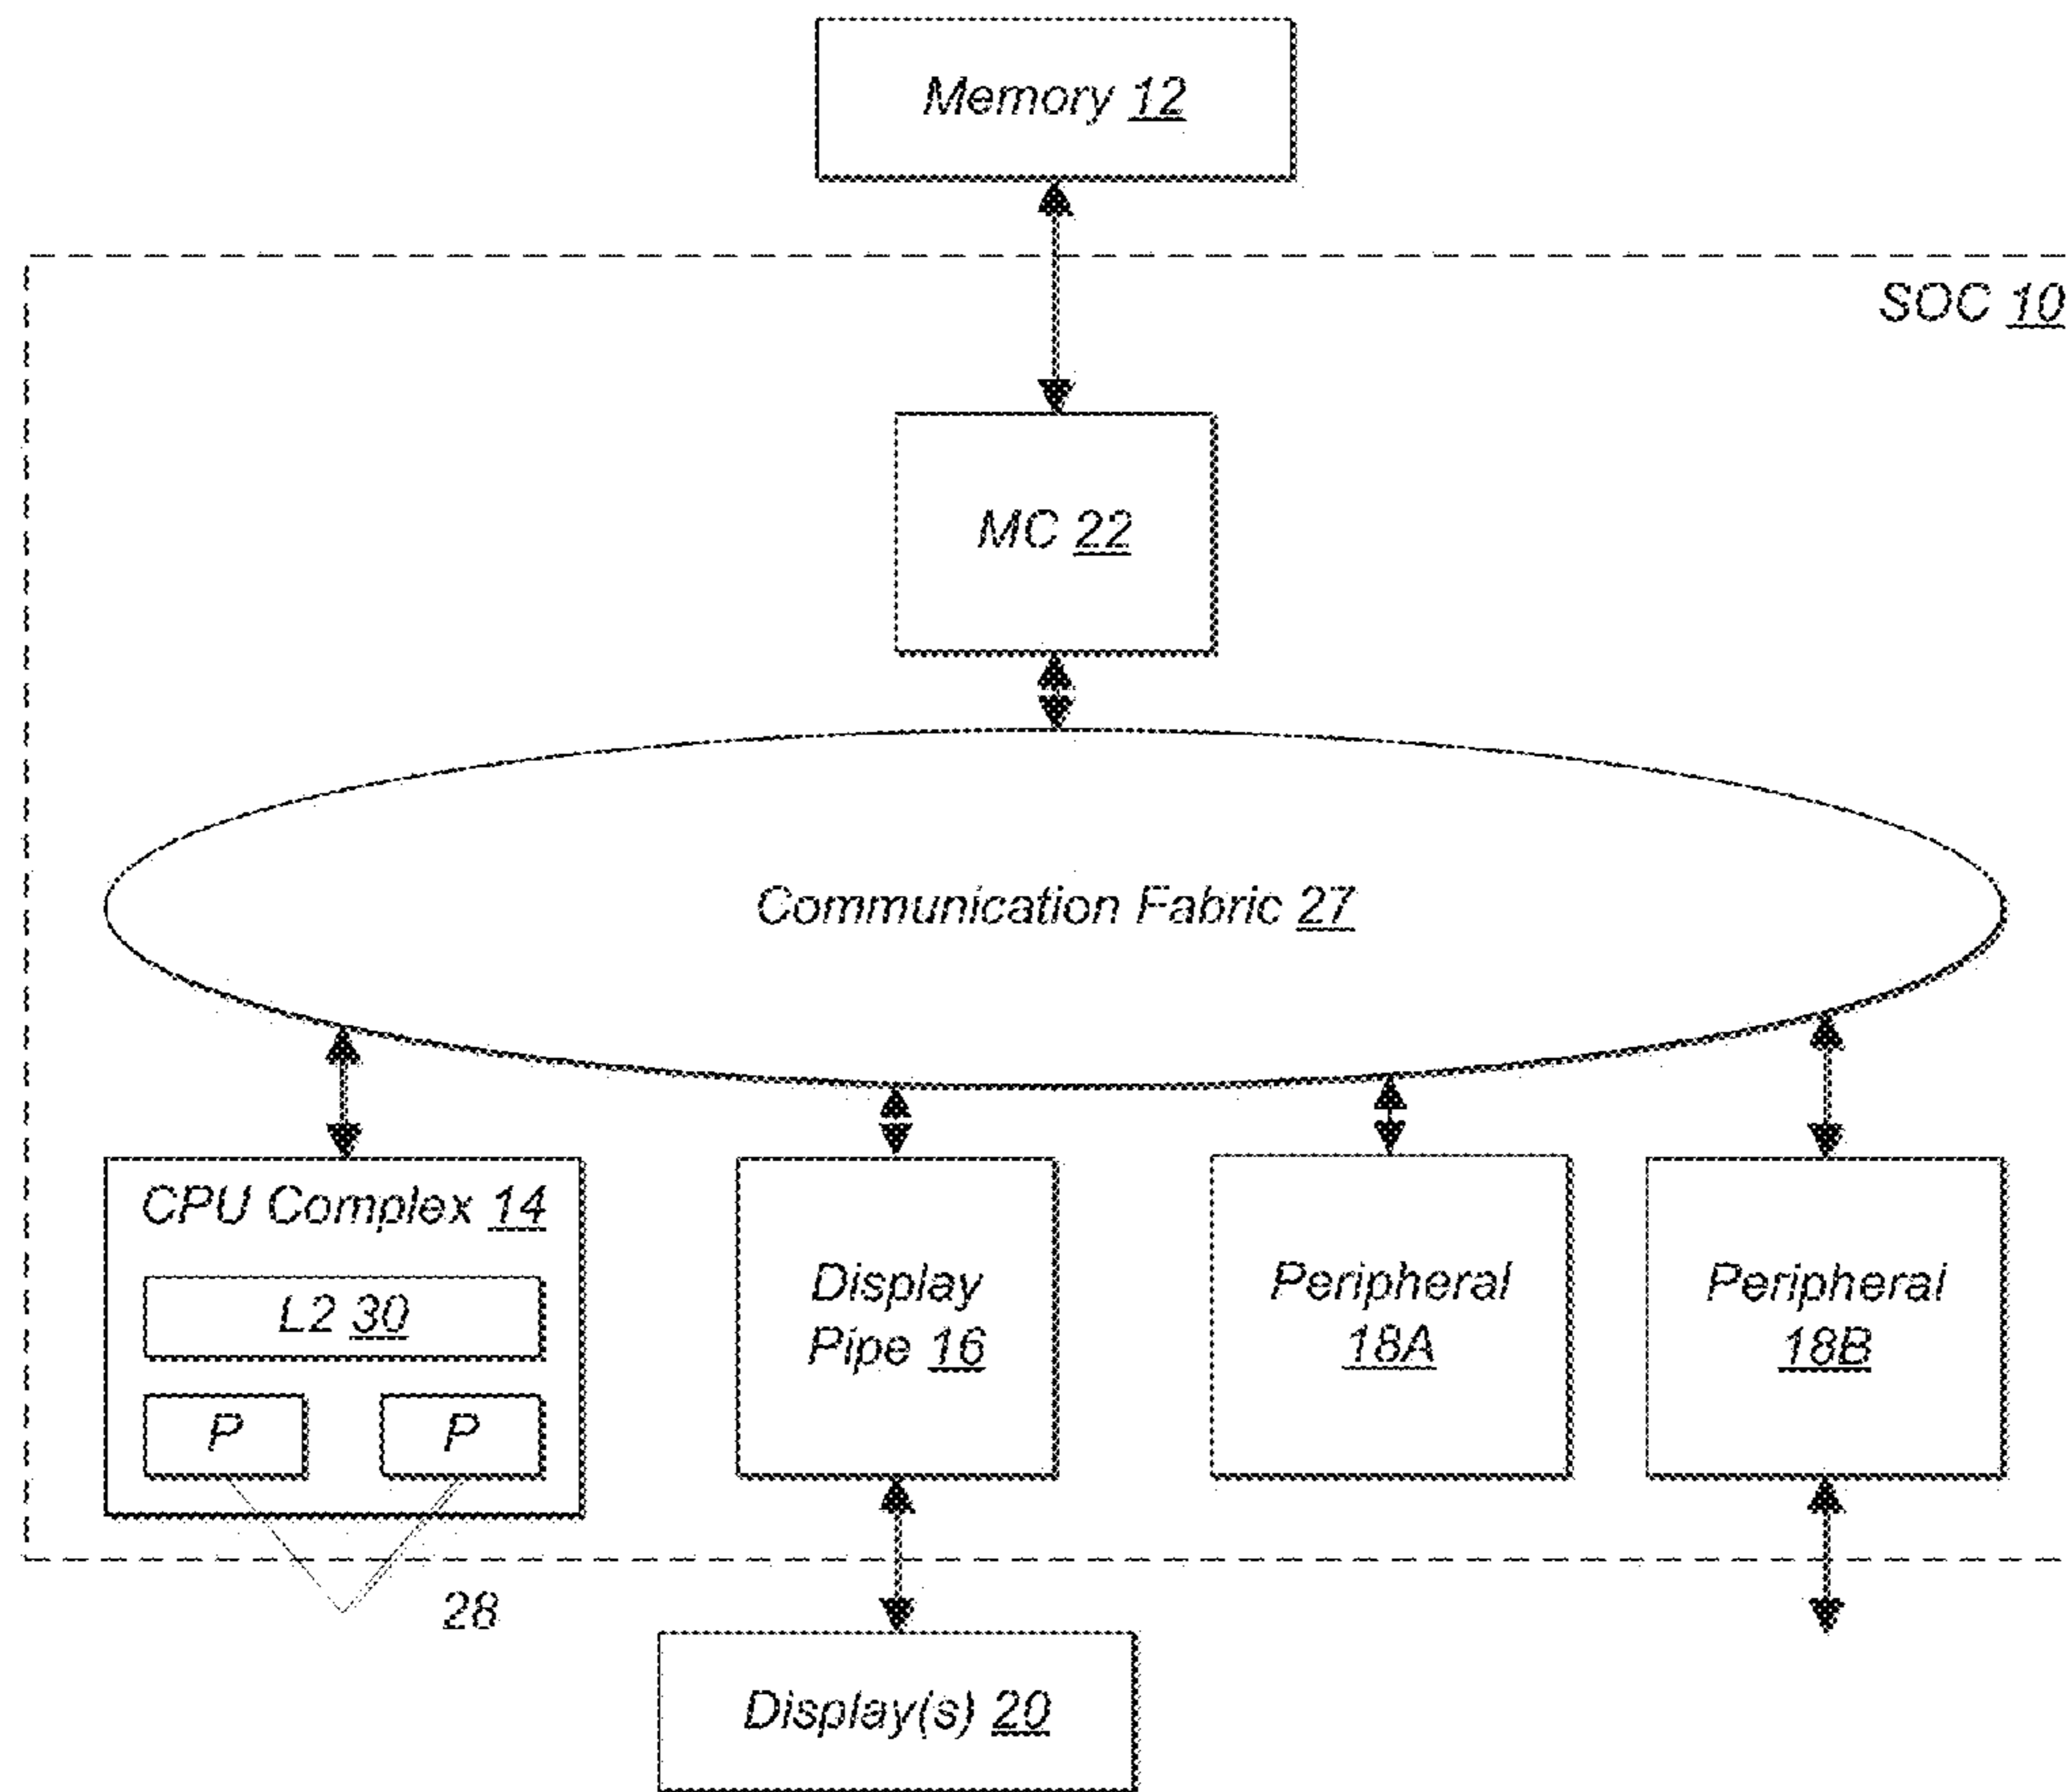 Memory 12
SOC 10
MC 22
Communication Fabric 27
CPU Complex 14
L2 30
P
P
Display
Pipe 16
Peripheral
18A
Peripheral
18B
28
Display(s) 20